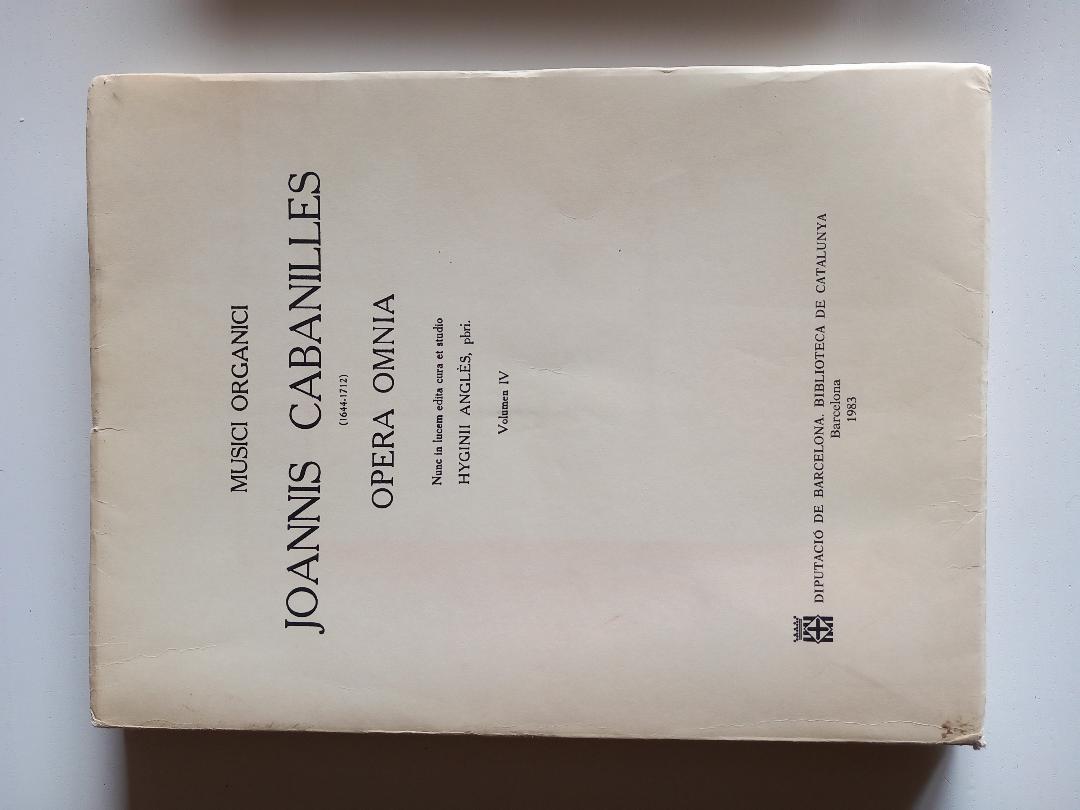 MUSICI ORGANICI
JOANNIS CABANILLES
(1644-1712)
OPERA OMNIA
Nunc in lucem edita cura et studio
HYGINII ANGLÈS, pbri.
Volumen IV
DIPUTACIÓ DE BARCELONA. BIBLIOTECA DE CATALUNYA
Barcelona
1983